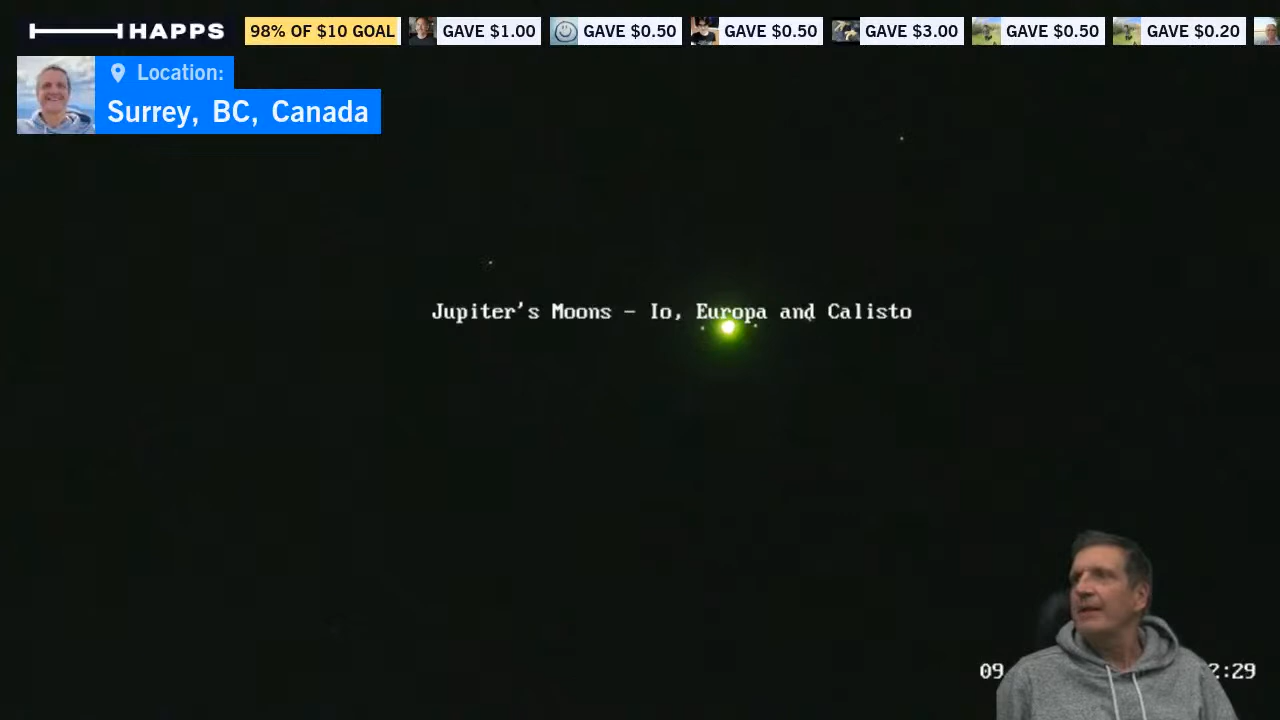 HAPPS 98% OF $10 GOAL GAVE $1.00 GAVE $0.50 GAVE $0.50 GAVE $3.00 GAVE $0.50 GAVE $0.20
Location:
Surrey, BC, Canada
Jupiter's Moons - Io, Europa and Calisto
09 2:29